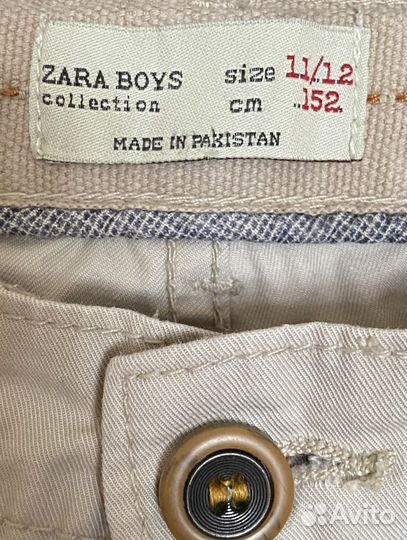 ZARA BOYS size 11/12
collection cm 152
MADE IN PAKISTAN
Avito